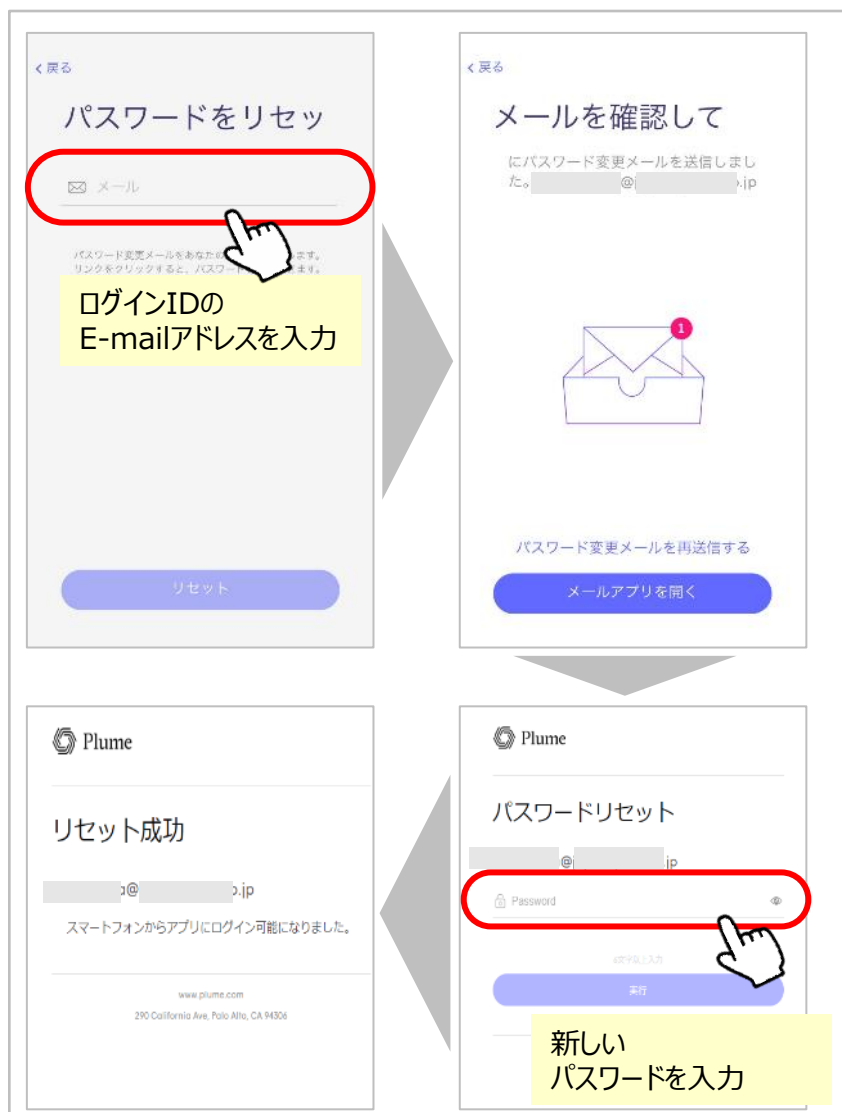 戻る
パスワードをリセッ
メール
パスワード変更メールをあなたの ます。
リンクをクリックすると、パスワード ます。
ログインIDの
E-mailアドレスを入力
リセット
戻る
メールを確認して
にパスワード変更メールを送信しまし
た。 @ .jp
1
パスワード変更メールを再送信する
メールアプリを開く
Plume
パスワードリセット
@ jp
Password
実行
新しい
パスワードを入力
Plume
リセット成功
@ .jp
スマートフォンからアプリにログイン可能になりました。
www.plume.com
290 California Ave, Palo Alto, CA 94306